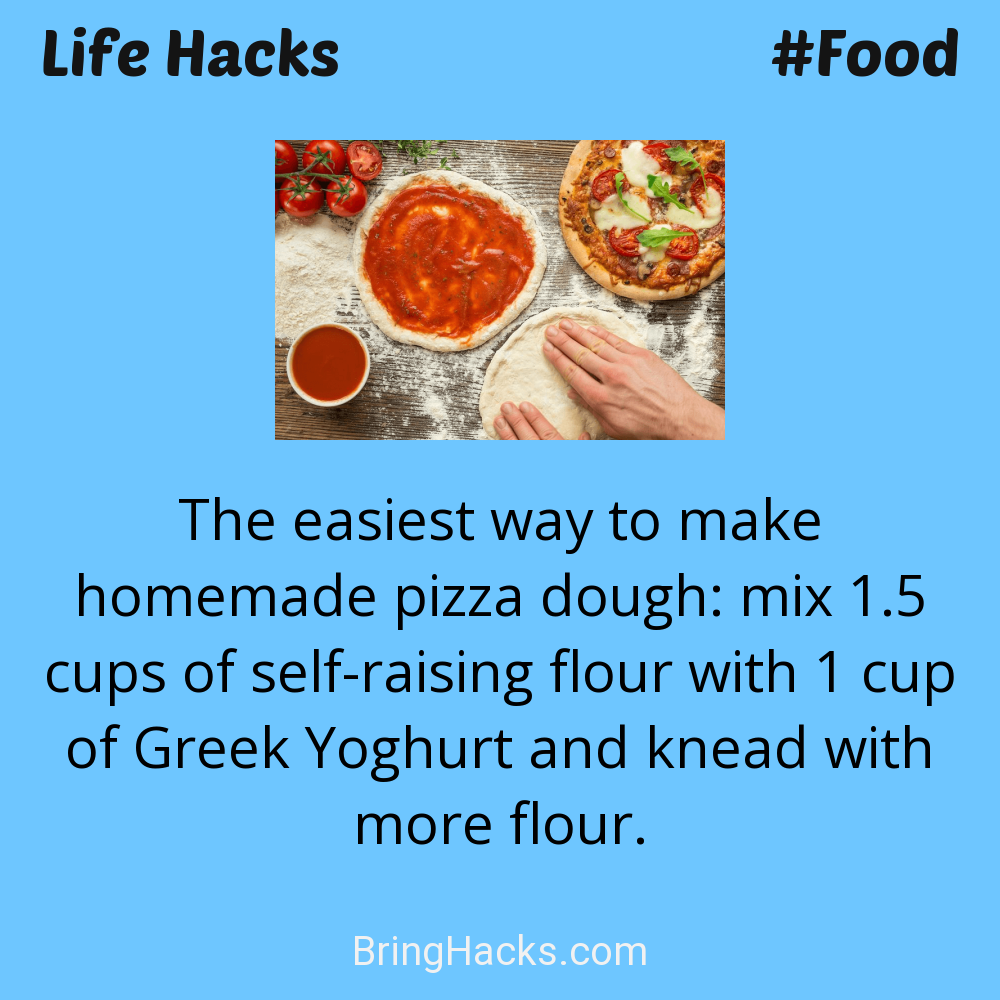 Life Hacks #Food
The easiest way to make
homemade pizza dough: mix 1.5
cups of self-raising flour with 1 cup
of Greek Yoghurt and knead with
more flour.
BringHacks.com